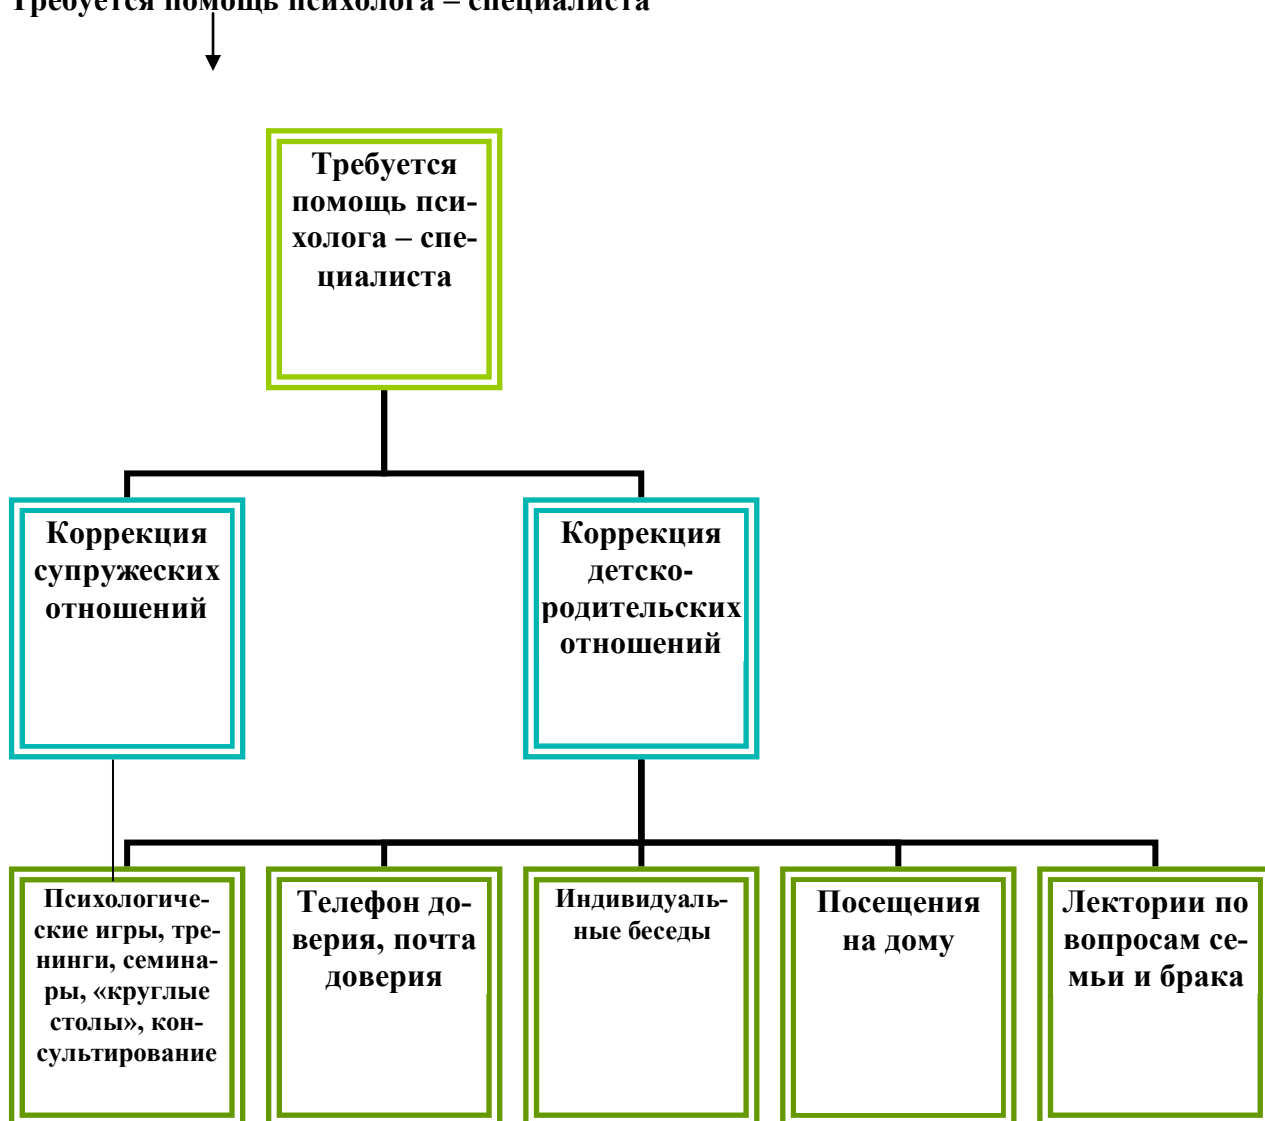 Требуется помощь психолога – специалиста
Требуется
помощь пси-
холога – спе-
циалиста
Коррекция
супружеских
отношений
Коррекция
детско-
родительских
отношений
Психологиче-
ские игры, тре-
нинги, семина-
ры, «круглые
столы», кон-
сультирование
Телефон до-
верия, почта
доверия
Индивидуаль-
ные беседы
Посещения
на дому
Лектории по
вопросам се-
мьи и брака